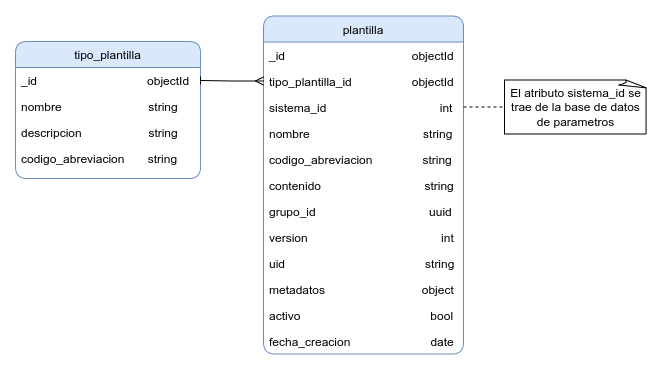 tipo_plantilla
_id objectId
nombre string
descripcion string
codigo_abreviacion string
plantilla
_id objectId
tipo_plantilla_id objectId
sistema_id int
nombre string
codigo_abreviacion string
contenido string
grupo_id uuid
version int
uid string
metadatos object
activo bool
fecha_creacion date
El atributo sistema_id se
trae de la base de datos
de parametros